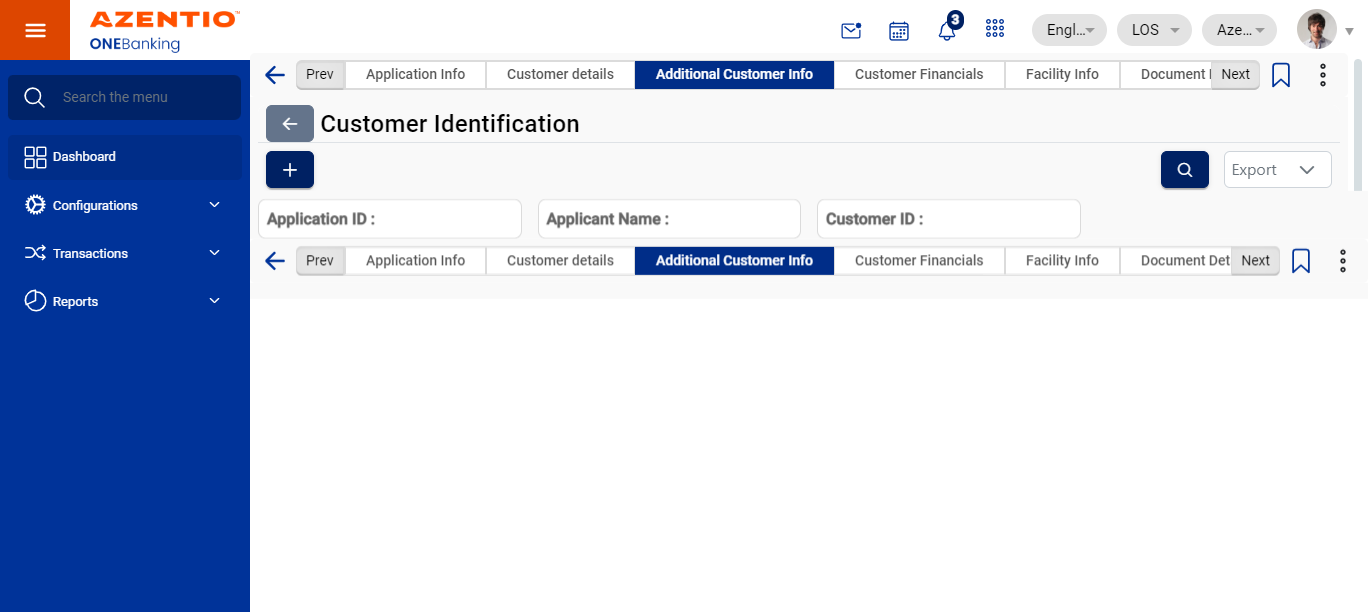 AZENTIO™
ONEBanking
3
Engl...
LOS
Aze...
Search the menu
Dashboard
Configurations
Transactions
Reports
Prev
Application Info
Customer details
Additional Customer Info
Customer Financials
Facility Info
Document
Next
Customer Identification
Export
Application ID :
Applicant Name :
Customer ID :
Prev
Application Info
Customer details
Additional Customer Info
Customer Financials
Facility Info
Document Det
Next